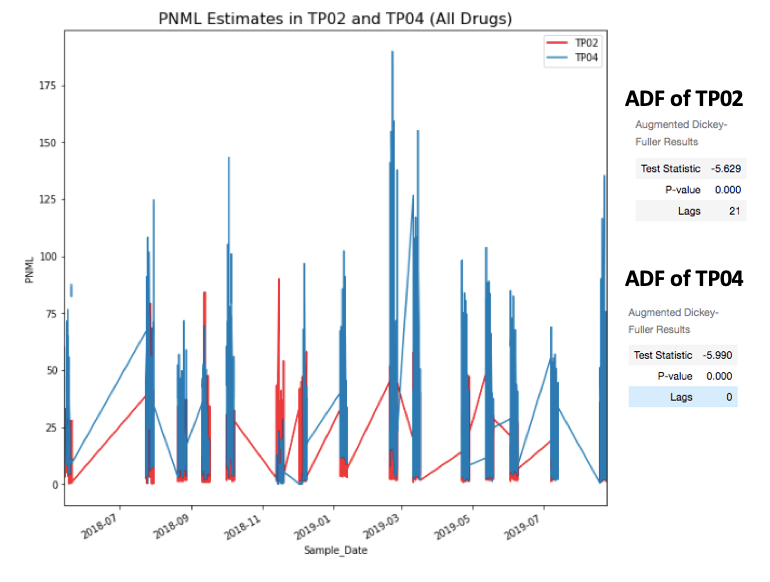 PNML Estimates in TP02 and TP04 (All Drugs)
TP02
TP04
175
150
125
100
75
50
25
0
PNML
2018-07
2018-09
2018-11
2019-01
2019-03
2019-05
2019-07
Sample_Date
ADF of TP02
Augmented Dickey-
Fuller Results
Test Statistic -5.629
P-value 0.000
Lags 21
ADF of TP04
Augmented Dickey-
Fuller Results
Test Statistic -5.990
P-value 0.000
Lags 0